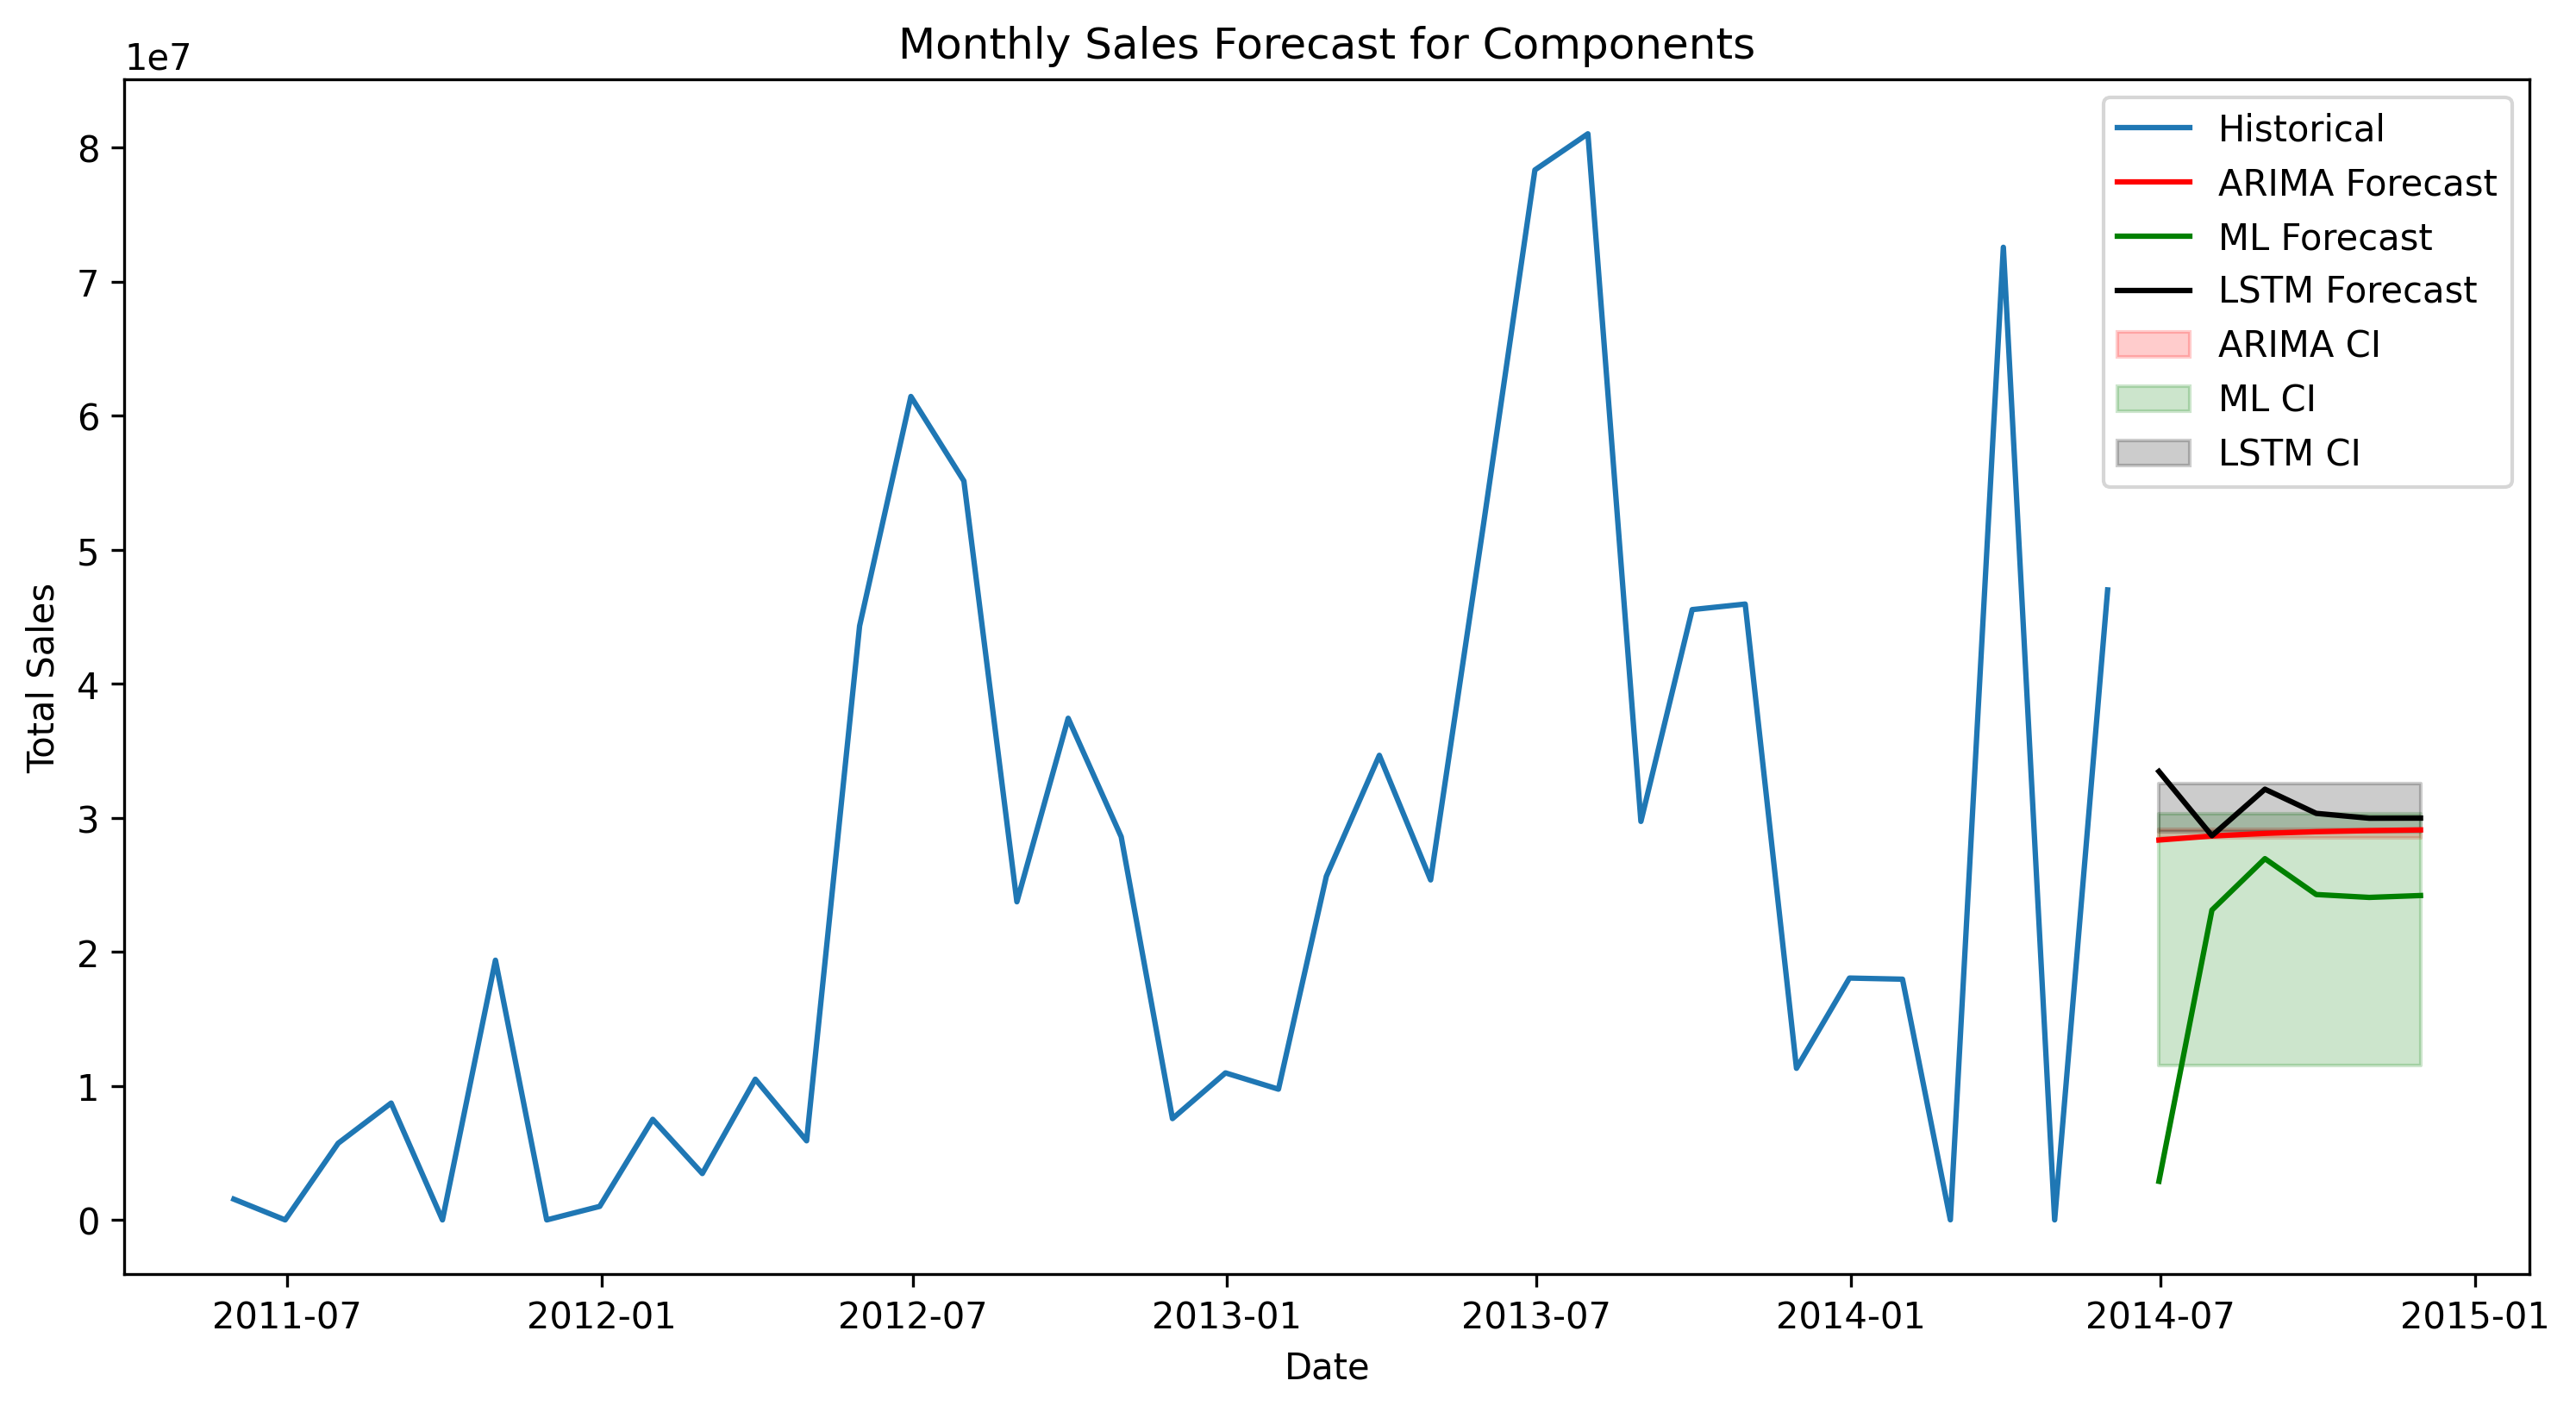 Monthly Sales Forecast for Components
1e7
Historical
ARIMA Forecast
ML Forecast
LSTM Forecast
ARIMA CI
ML CI
LSTM CI
8
7
6
5
4
3
2
1
0
Total Sales
2011-07
2012-01
2012-07
2013-01
2013-07
2014-01
2014-07
2015-01
Date